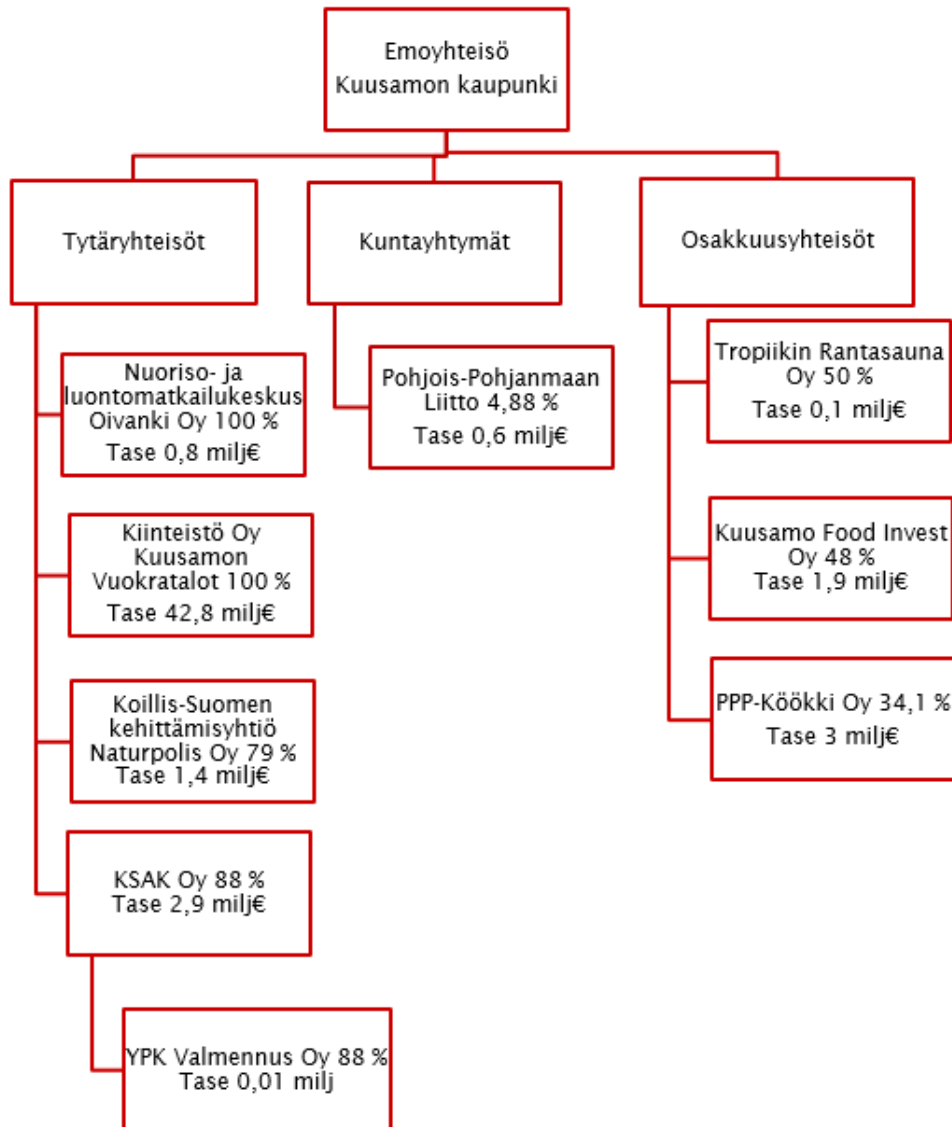 Emoyhteisö
Kuusamon kaupunki
Tytäryhteisöt
Kuntayhtymät
Osakkuusyhteisöt
Nuoriso- ja
luontomatkailukeskus
Oivanki Oy 100 %
Tase 0,8 milj€
Kiinteistö Oy
Kuusamon
Vuokratalot 100 %
Tase 42,8 milj€
Koillis-Suomen
kehittämisyhtiö
Naturpolis Oy 79 %
Tase 1,4 milj€
KSAK Oy 88 %
Tase 2,9 milj€
YPK Valmennus Oy 88 %
Tase 0,01 milj
Pohjois-Pohjanmaan
Liitto 4,88 %
Tase 0,6 milj€
Tropiikin Rantasauna
Oy 50 %
Tase 0,1 milj€
Kuusamo Food Invest
Oy 48 %
Tase 1,9 milj€
PPP-Köökki Oy 34,1 %
Tase 3 milj€